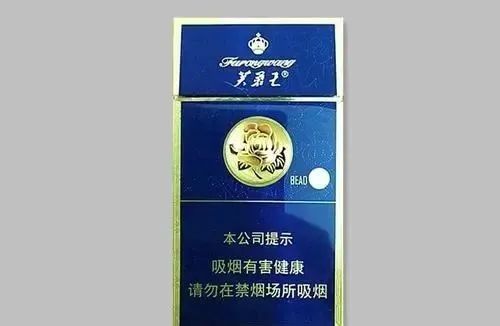 Furongwang
芙蓉王®
BEAD
本公司提示
吸烟有害健康
请勿在禁烟场所吸烟